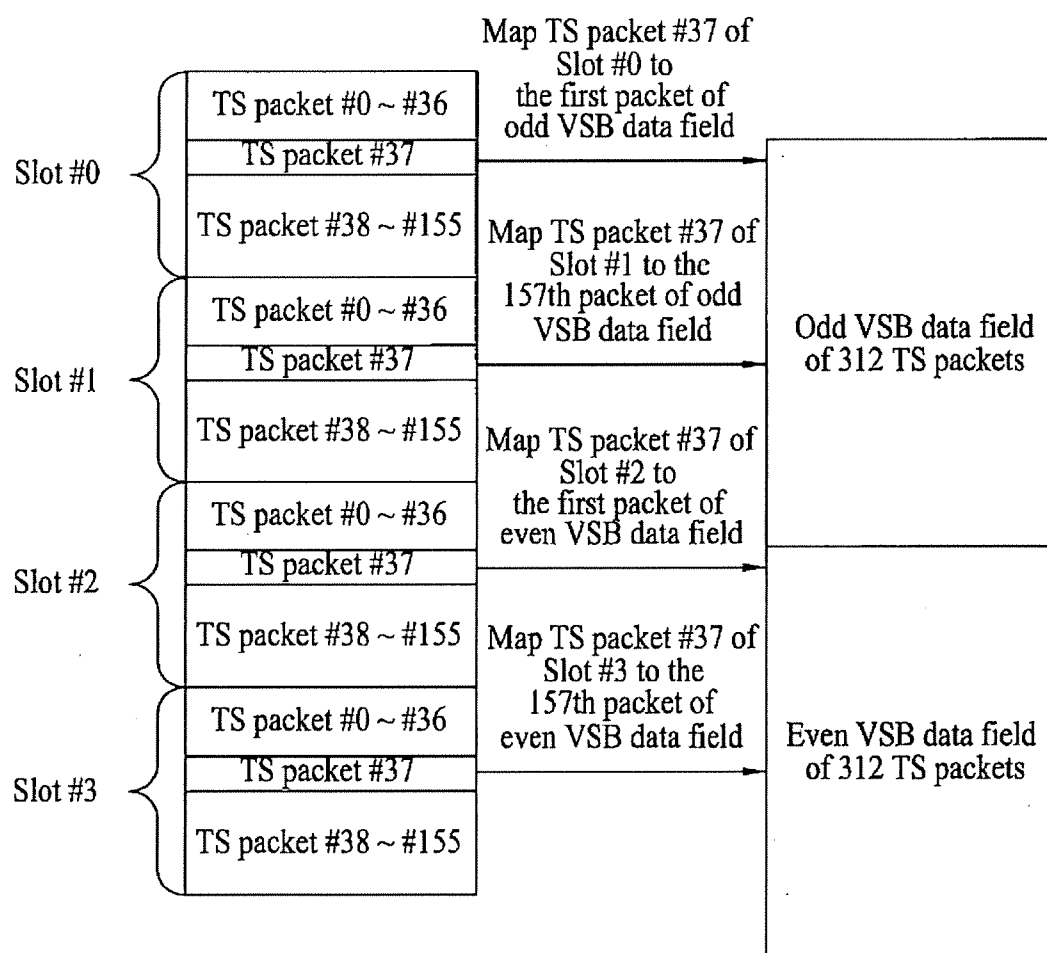 Map TS packet #37 of
Slot #0 to
the first packet of
odd VSB data field
Slot #0
TS packet #0 ~ #36
TS packet #37
TS packet #38 ~ #155
Map TS packet #37 of
Slot #1 to the
157th packet of odd
VSB data field
Slot #1
TS packet #0 ~ #36
TS packet #37
TS packet #38 ~ #155
Odd VSB data field
of 312 TS packets
Map TS packet #37 of
Slot #2 to
the first packet of
even VSB data field
Slot #2
TS packet #0 ~ #36
TS packet #37
TS packet #38 ~ #155
Map TS packet #37 of
Slot #3 to the
157th packet of
even VSB data field
Slot #3
TS packet #0 ~ #36
TS packet #37
TS packet #38 ~ #155
Even VSB data field
of 312 TS packets